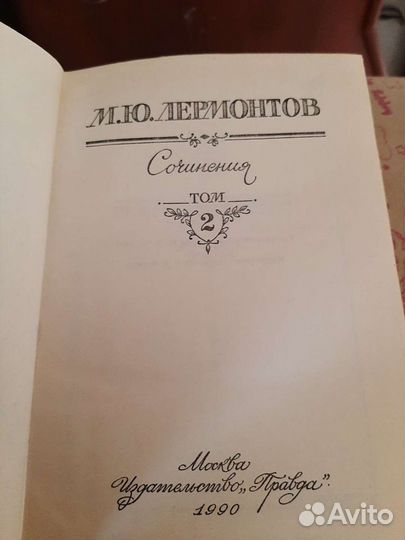 М.Ю.ЛЕРМОНТОВ
Сочинения
ТОМ
2
Москва
Издательство „Правда“
1990
Avito